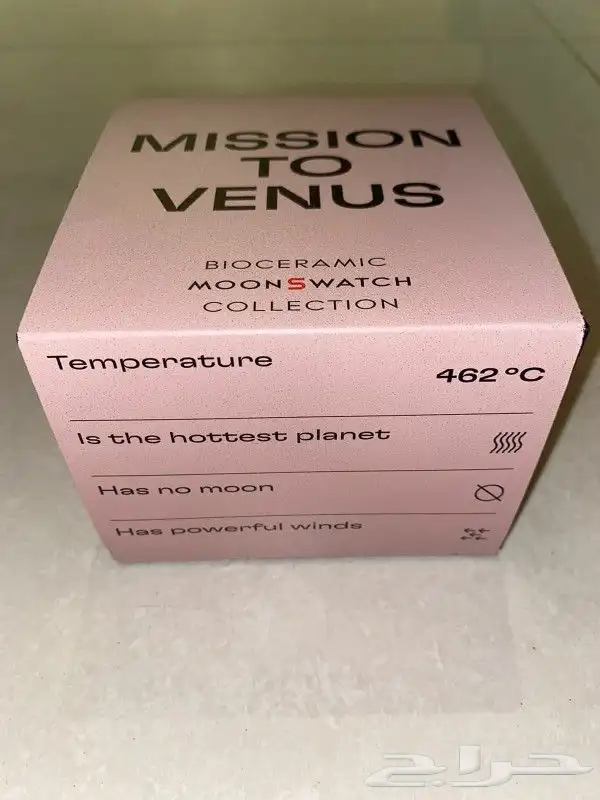 MISSION
TO
VENUS
BIOCERAMIC
MOONSWATCH
COLLECTION
Temperature
462 ºC
Is the hottest planet
Has no moon
Has powerful winds
حراج